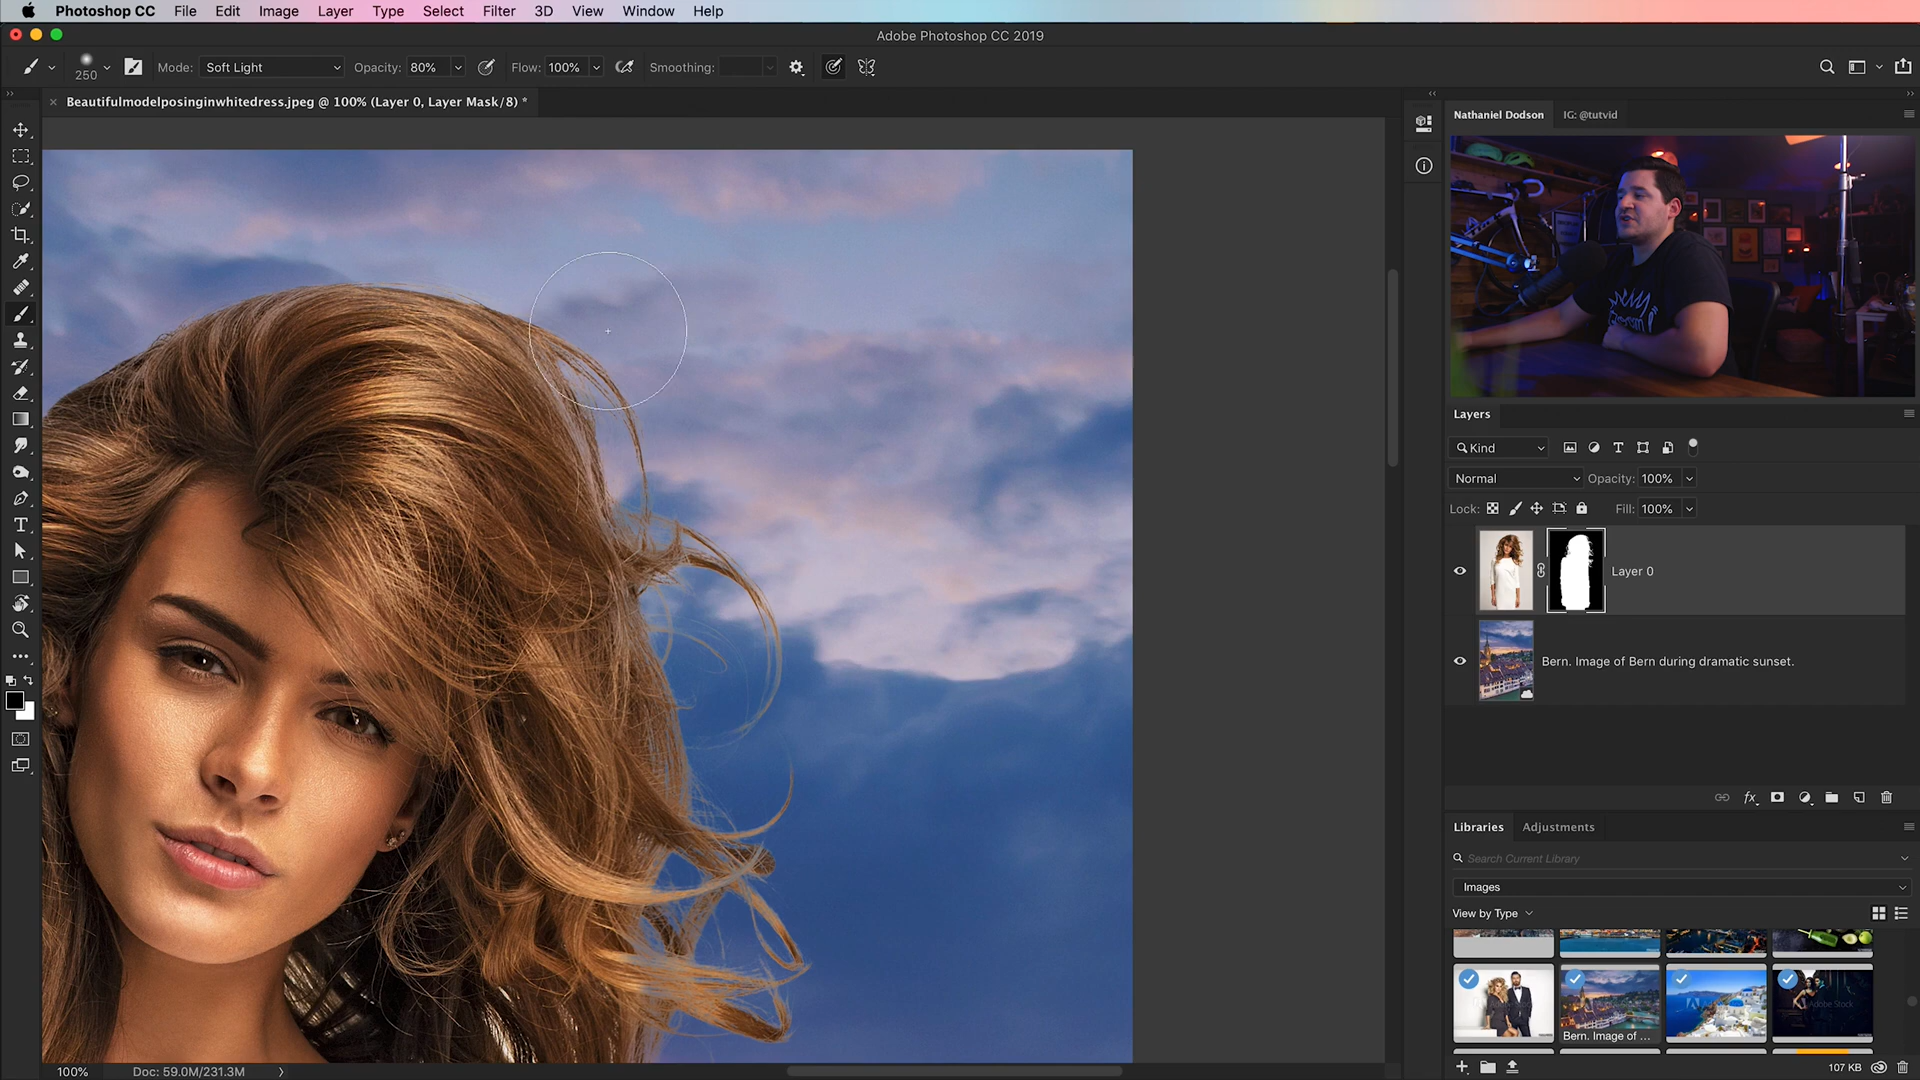 Photoshop CC File Edit Image Layer Type Select Filter 3D View Window Help
Adobe Photoshop CC 2019
250 Mode: Soft Light Opacity: 80% Flow: 100% Smoothing:
Beautifulmodelposinginwhitedress.jpeg @ 100% (Layer 0, Layer Mask/8) *
Nathaniel Dodson IG: @tutvid
Layers
Kind
Normal Opacity: 100%
Lock: Fill: 100%
Layer 0
Bern. Image of Bern during dramatic sunset.
fx
Libraries Adjustments
Search Current Library
Images
View by Type
Adobe Stock
Bern. Image of ...
100% Doc: 59.0M/231.3M 107 KB